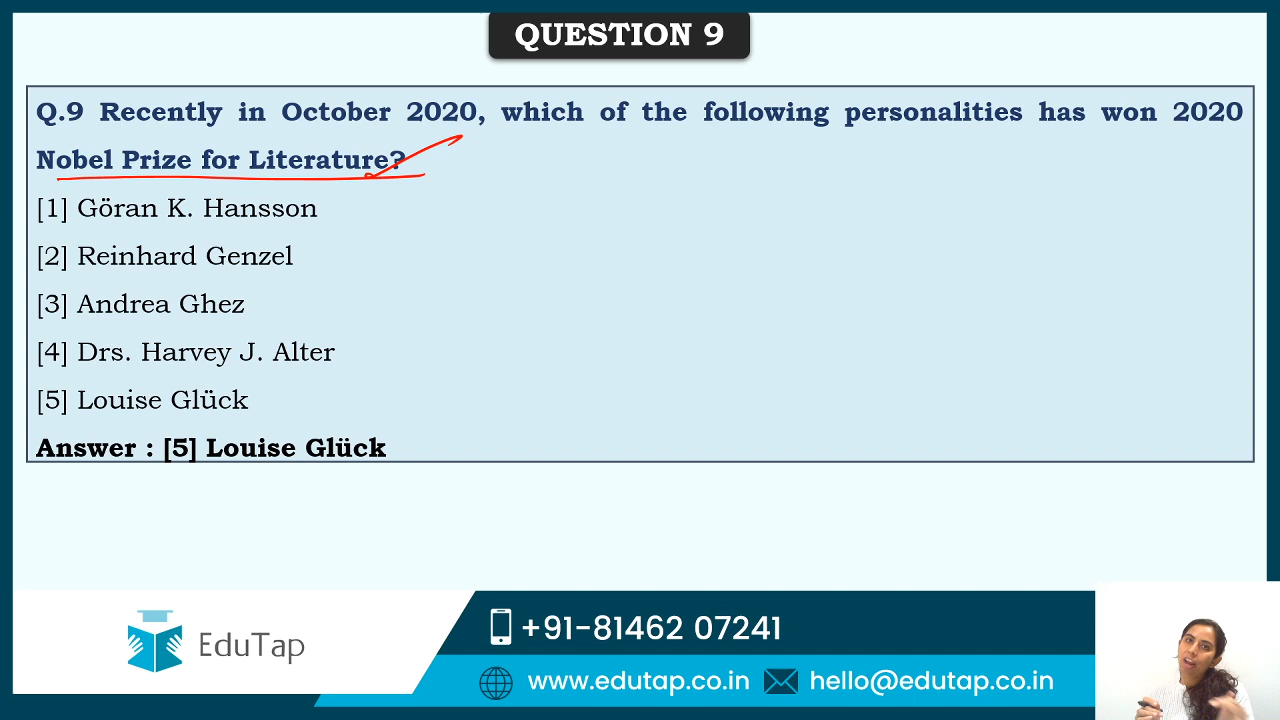 QUESTION 9
Q.9 Recently in October 2020, which of the following personalities has won 2020
Nobel Prize for Literature?
[1] Göran K. Hansson
[2] Reinhard Genzel
[3] Andrea Ghez
[4] Drs. Harvey J. Alter
[5] Louise Glück
Answer : [5] Louise Glück
EduTap
+91-81462 07241
www.edutap.co.in
hello@edutap.co.in